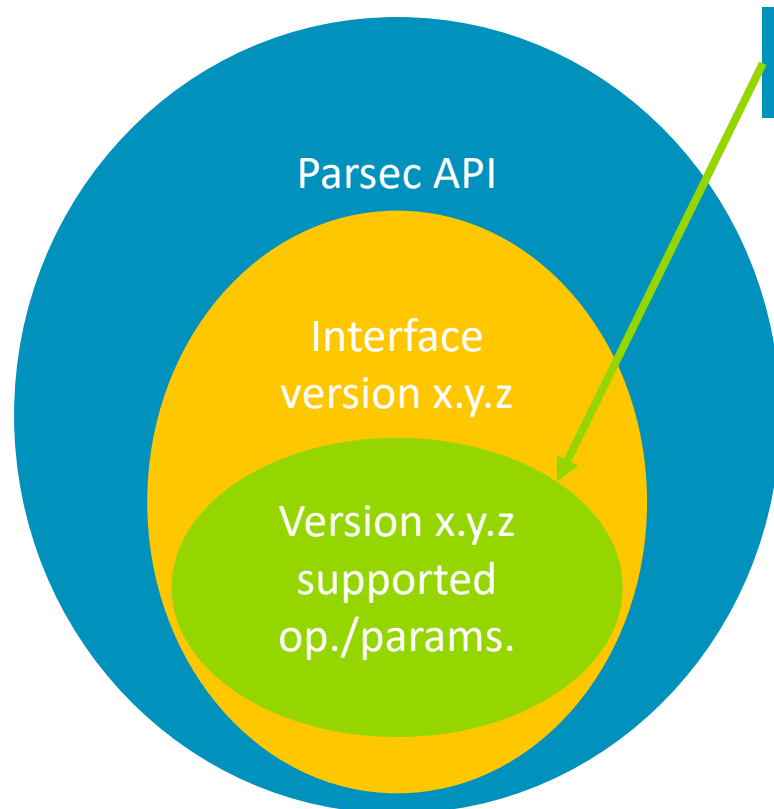 Parsec API
Interface
version x.y.z
Version x.y.z
supported
op./params.